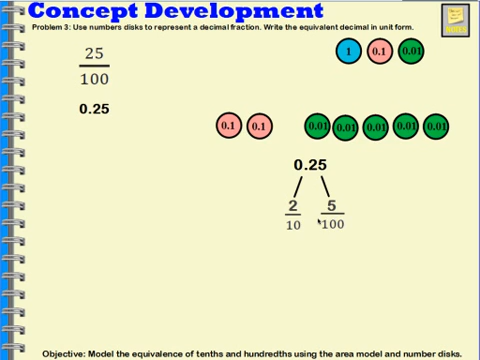 Concept Development
Problem 3: Use numbers disks to represent a decimal fraction. Write the equivalent decimal in unit form.
25
100
0.25
1 0.1 0.01
0.1 0.1 0.01 0.01 0.01 0.01 0.01
0.25
2 5
10 100
Objective: Model the equivalence of tenths and hundredths using the area model and number disks.